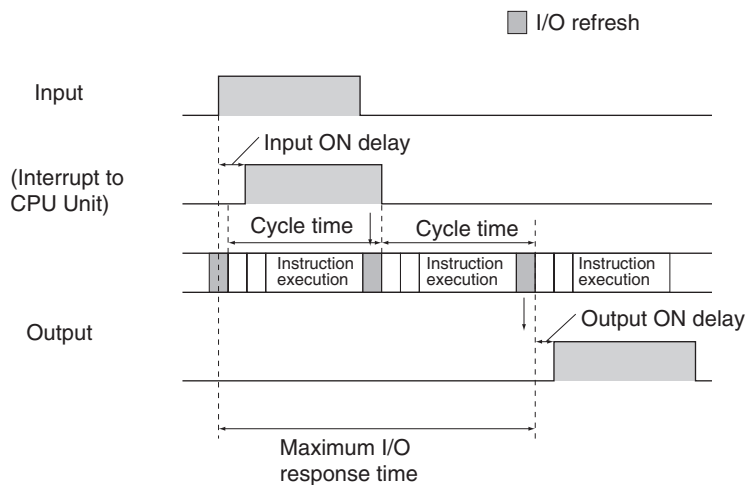 I/O refresh
Input
Input ON delay
(Interrupt to
CPU Unit)
Cycle time
Cycle time
Instruction
execution
Instruction
execution
Instruction
execution
Output
Output ON delay
Maximum I/O
response time